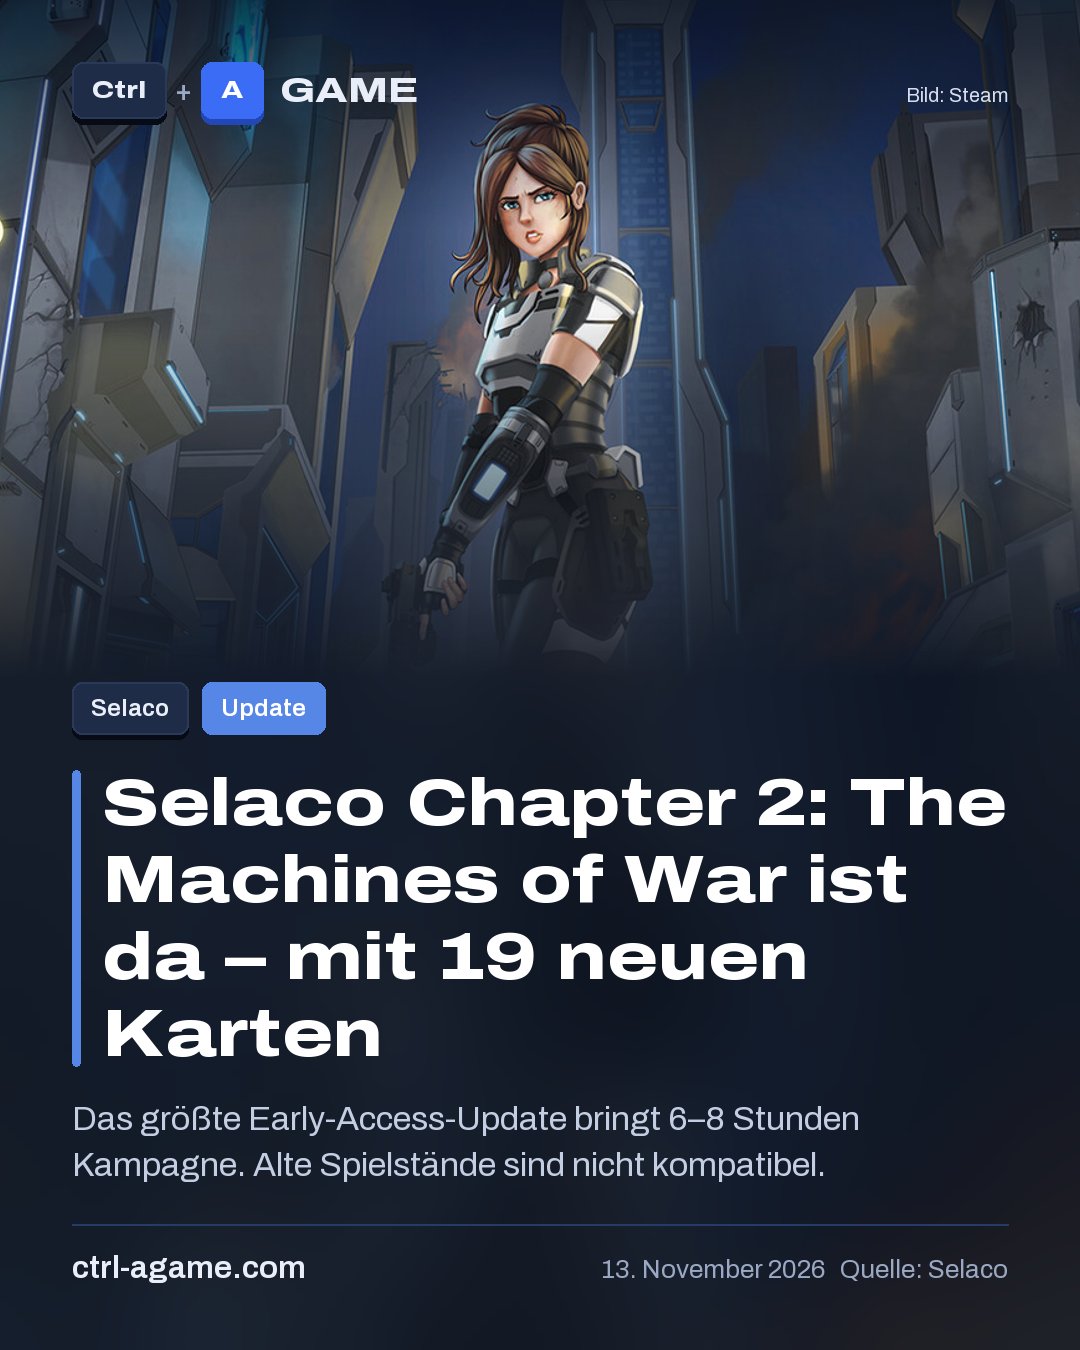 Ctrl + A GAME
Bild: Steam
Selaco Update
Selaco Chapter 2: The
Machines of War ist
da – mit 19 neuen
Karten
Das größte Early-Access-Update bringt 6–8 Stunden
Kampagne. Alte Spielstände sind nicht kompatibel.
ctrl-agame.com
13. November 2026 Quelle: Selaco